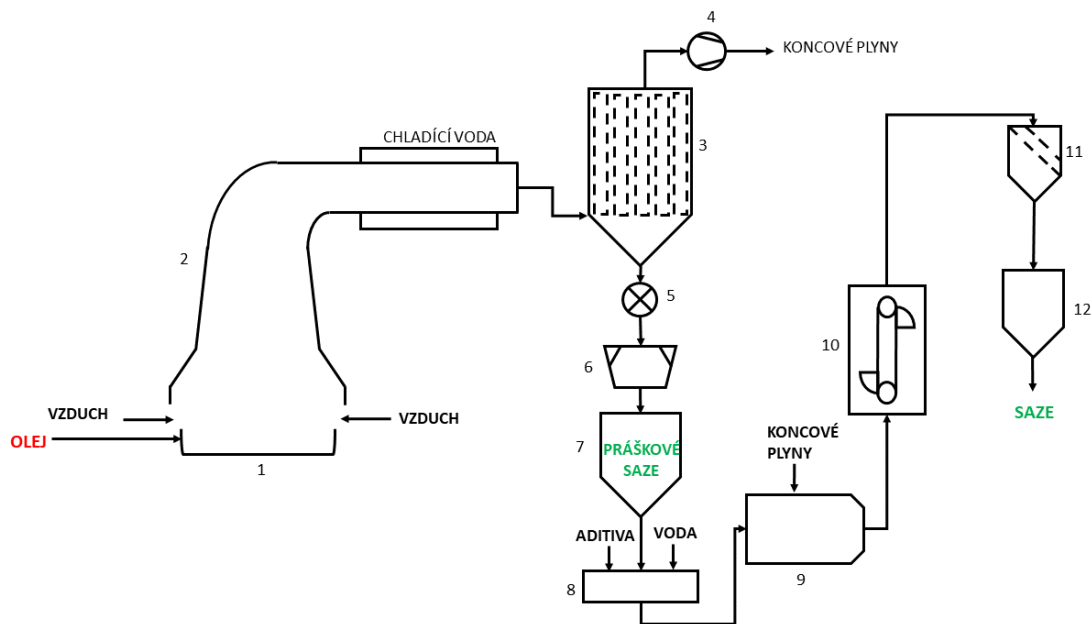 4
KONCOVÉ PLYNY
CHLADÍCÍ VODA
3
11
2
5
10
12
6
VZDUCH
VZDUCH
OLEJ
SAZE
1
7
PRÁŠKOVÉ
SAZE
KONCOVÉ
PLYNY
ADITIVA
VODA
8
9